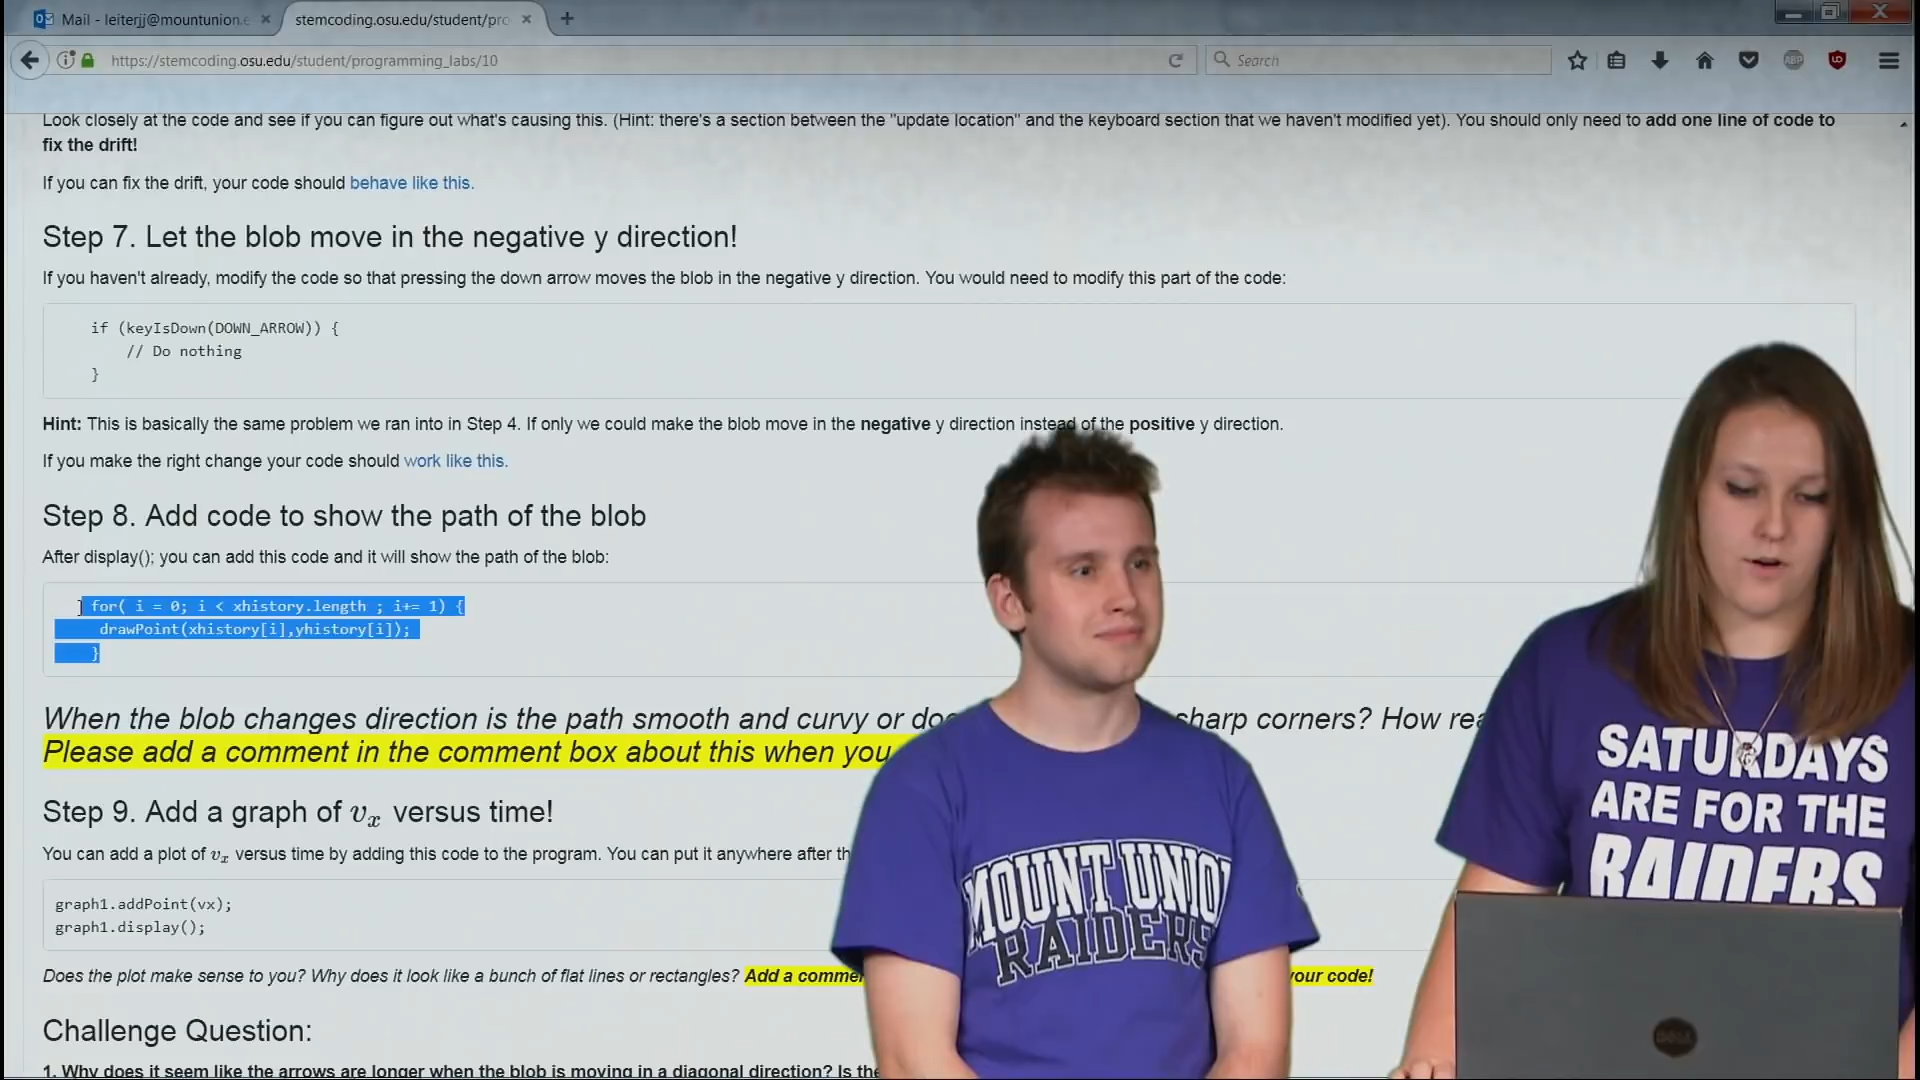 Mail - leiterjj@mountunion.e
stemcoding.osu.edu/student/pro
https://stemcoding.osu.edu/student/programming_labs/10
Search
ABP
Look closely at the code and see if you can figure out what's causing this. (Hint: there's a section between the "update location" and the keyboard section that we haven't modified yet). You should only need to add one line of code to
fix the drift!
If you can fix the drift, your code should behave like this.
Step 7. Let the blob move in the negative y direction!
If you haven't already, modify the code so that pressing the down arrow moves the blob in the negative y direction. You would need to modify this part of the code:
if (keyIsDown(DOWN_ARROW)) {
// Do nothing
}
Hint: This is basically the same problem we ran into in Step 4. If only we could make the blob move in the negative y direction instead of the positive y direction.
If you make the right change your code should work like this.
Step 8. Add code to show the path of the blob
After display(); you can add this code and it will show the path of the blob:
for( i = 0; i < xhistory.length ; i+= 1) {
drawPoint(xhistory[i],yhistory[i]);
}
When the blob changes direction is the path smooth and curvy or do sharp corners? How rea
Please add a comment in the comment box about this when you
Step 9. Add a graph of vx versus time!
You can add a plot of vx versus time by adding this code to the program. You can put it anywhere after th
graph1.addPoint(vx);
graph1.display();
Does the plot make sense to you? Why does it look like a bunch of flat lines or rectangles? Add a comme your code!
Challenge Question:
1. Why does it seem like the arrows are longer when the blob is moving in a diagonal direction? Is the
MOUNT UNIO
RAIDERS
SATURDAYS
ARE FOR THE
RAIDERS
DELL